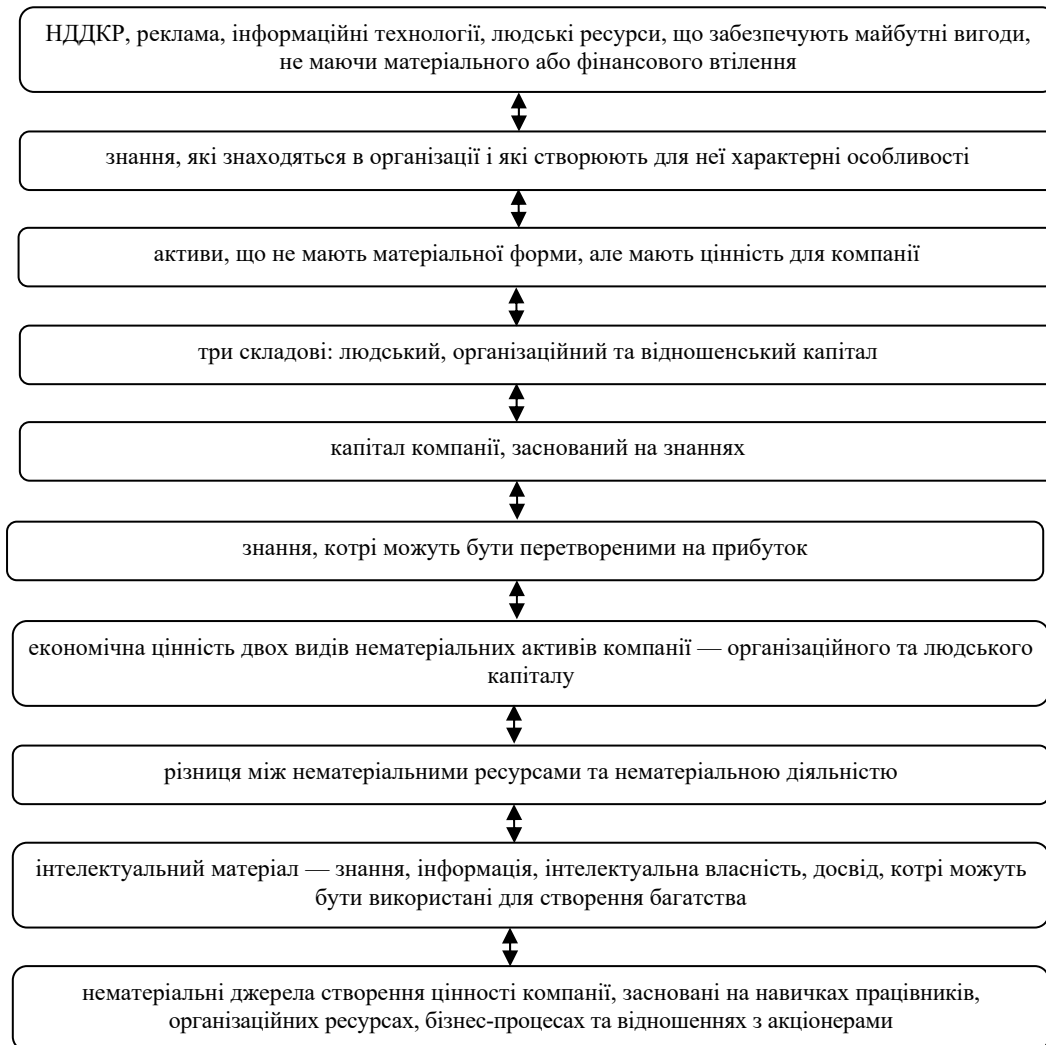 НДДКР, реклама, інформаційні технології, людські ресурси, що забезпечують майбутні вигоди,
не маючи матеріального або фінансового втілення
знання, які знаходяться в організації і які створюють для неї характерні особливості
активи, що не мають матеріальної форми, але мають цінність для компанії
три складові: людський, організаційний та відношенський капітал
капітал компанії, заснований на знаннях
знання, котрі можуть бути перетвореними на прибуток
економічна цінність двох видів нематеріальних активів компанії — організаційного та людського
капіталу
різниця між нематеріальними ресурсами та нематеріальною діяльністю
інтелектуальний матеріал — знання, інформація, інтелектуальна власність, досвід, котрі можуть
бути використані для створення багатства
нематеріальні джерела створення цінності компанії, засновані на навичках працівників,
організаційних ресурсах, бізнес-процесах та відношеннях з акціонерами